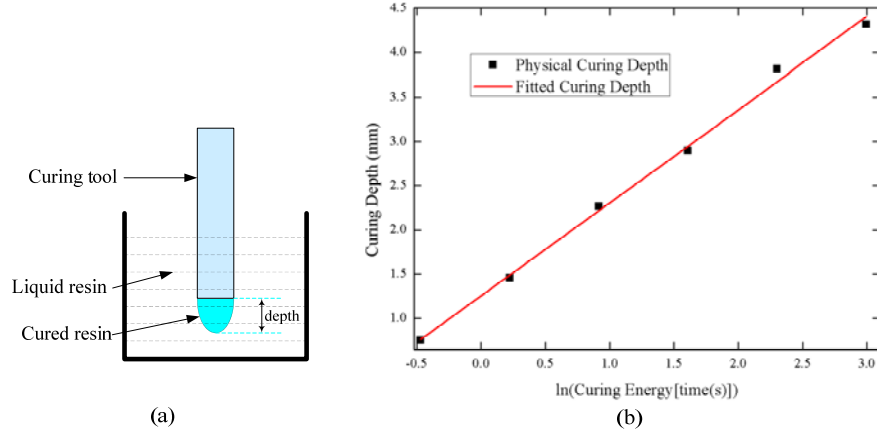 Curing tool
Liquid resin
Cured resin
depth
(a)
4.5
4.0
3.5
3.0
2.5
2.0
1.5
1.0
Curing Depth (mm)
Physical Curing Depth
Fitted Curing Depth
-0.5 0.0 0.5 1.0 1.5 2.0 2.5 3.0
ln(Curing Energy[time(s)])
(b)